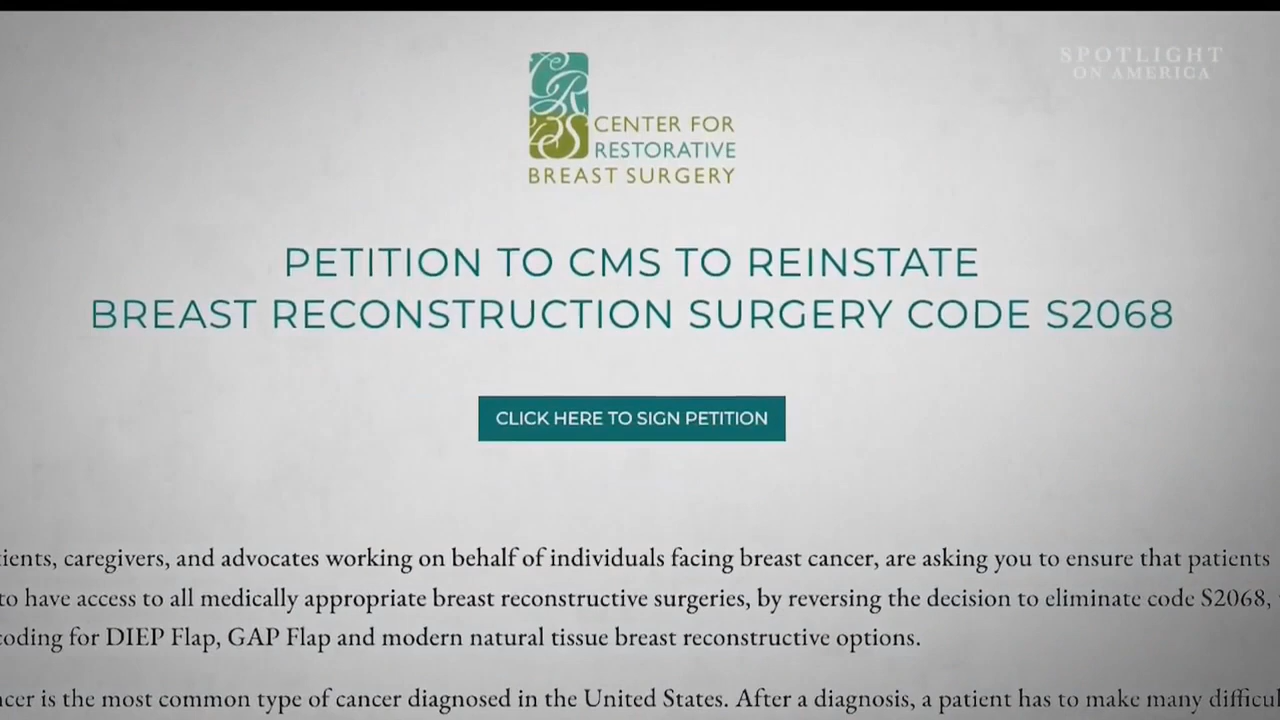 SPOTLIGHT
ON AMERICA
CENTER FOR
RESTORATIVE
BREAST SURGERY
PETITION TO CMS TO REINSTATE
BREAST RECONSTRUCTION SURGERY CODE S2068
CLICK HERE TO SIGN PETITION
ients, caregivers, and advocates working on behalf of individuals facing breast cancer, are asking you to ensure that patients
to have access to all medically appropriate breast reconstructive surgeries, by reversing the decision to eliminate code S2068,
coding for DIEP Flap, GAP Flap and modern natural tissue breast reconstructive options.
ncer is the most common type of cancer diagnosed in the United States. After a diagnosis, a patient has to make many difficul